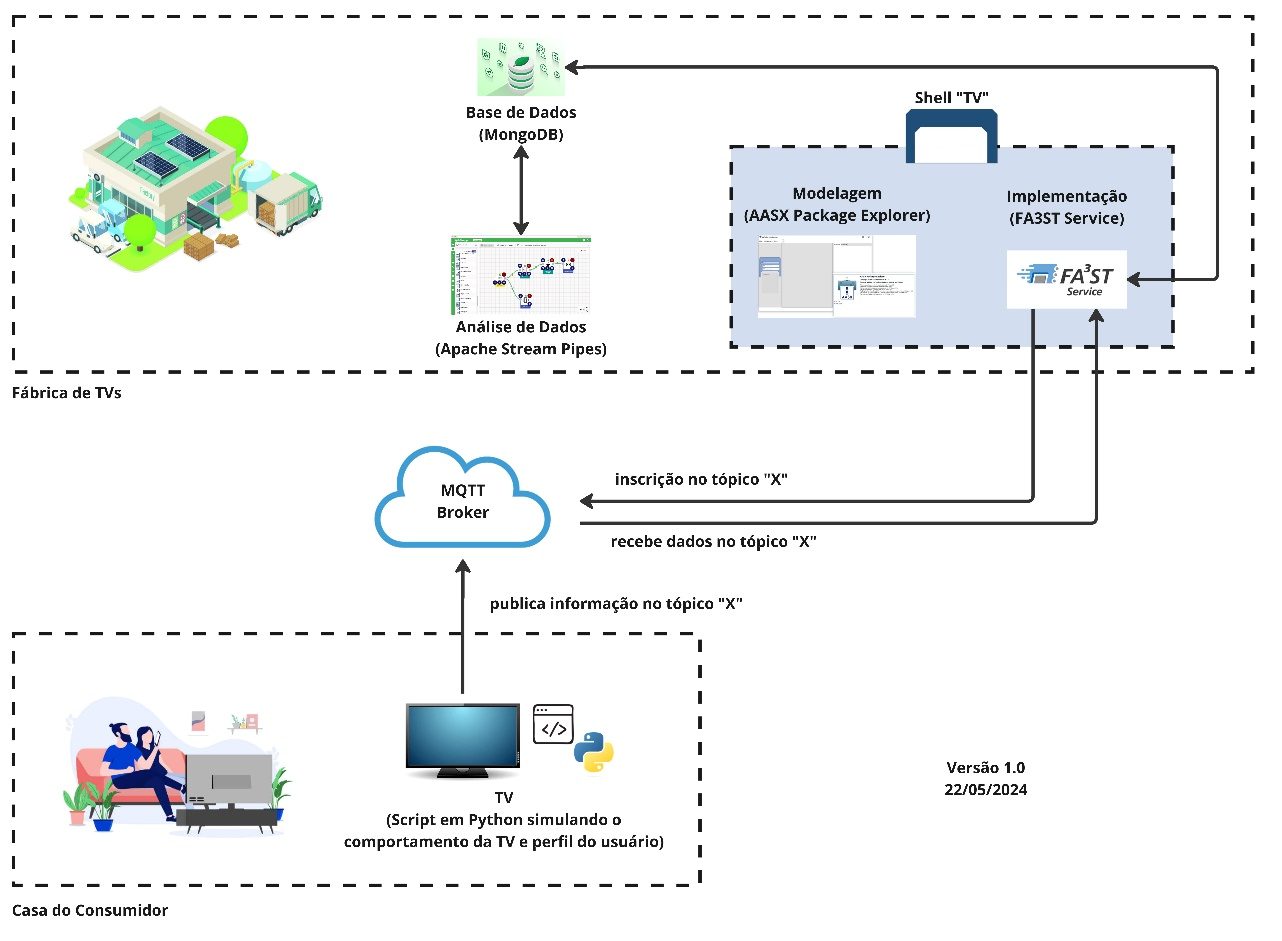 Base de Dados
(MongoDB)
Análise de Dados
(Apache Stream Pipes)
Shell "TV"
Modelagem
(AASX Package Explorer)
Implementação
(FA3ST Service)
FA³ST
Service
Fábrica de TVs
MQTT
Broker
inscrição no tópico "X"
recebe dados no tópico "X"
publica informação no tópico "X"
TV
(Script em Python simulando o
comportamento da TV e perfil do usuário)
Casa do Consumidor
Versão 1.0
22/05/2024